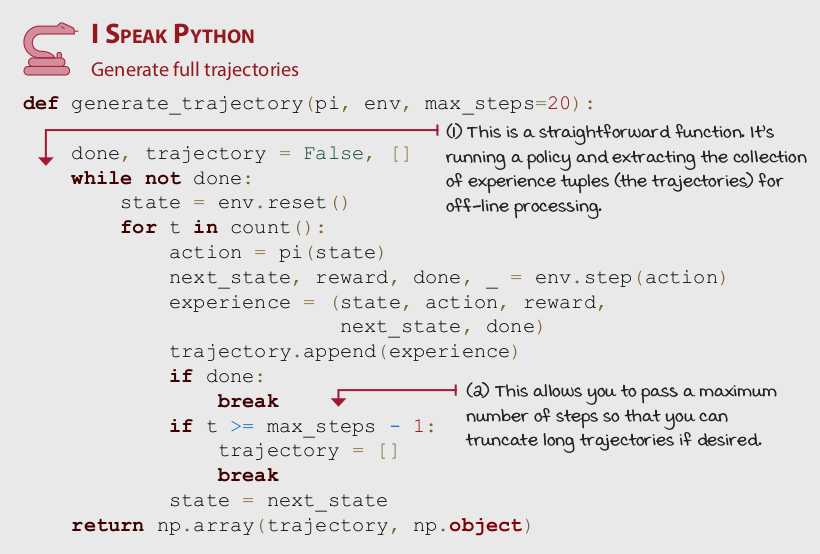 I Speak Python
Generate full trajectories
def generate_trajectory(pi, env, max_steps=20):
(1) This is a straightforward function. It's
running a policy and extracting the collection
of experience tuples (the trajectories) for
off-line processing.
    done, trajectory = False, []
    while not done:
        state = env.reset()
        for t in count():
            action = pi(state)
            next_state, reward, done, _ = env.step(action)
            experience = (state, action, reward,
                          next_state, done)
            trajectory.append(experience)
            if done:
                break
(2) This allows you to pass a maximum
number of steps so that you can
truncate long trajectories if desired.
            if t >= max_steps - 1:
                trajectory = []
                break
            state = next_state
    return np.array(trajectory, np.object)